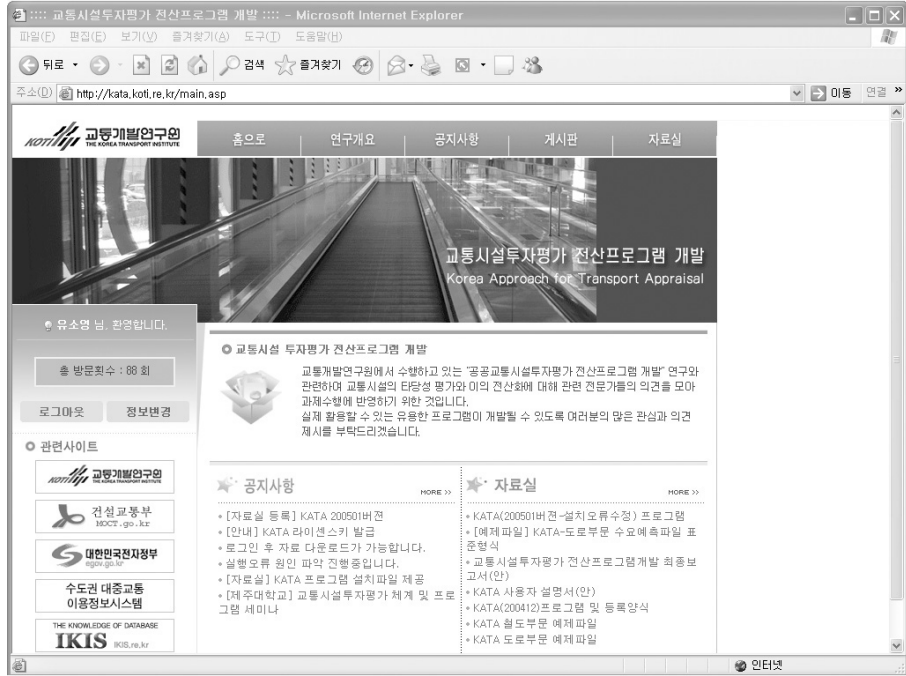 :::: 교통시설투자평가 전산프로그램 개발 :::: - Microsoft Internet Explorer
파일(F) 편집(E) 보기(V) 즐겨찾기(A) 도구(T) 도움말(H)
뒤로 검색 즐겨찾기
주소(D) http://kata.koti.re.kr/main.asp 이동 연결 »
KOTI 교통개발연구원
THE KOREA TRANSPORT INSTITUTE
홈으로 연구개요 공지사항 게시판 자료실
교통시설투자평가 전산프로그램 개발
Korea Approach for Transport Appraisal
유소영 님. 환영합니다.
총 방문횟수 : 88 회
로그아웃 정보변경
관련사이트
KOTI 교통개발연구원
THE KOREA TRANSPORT INSTITUTE
건설교통부
MOCT.go.kr
대한민국전자정부
egov.go.kr
수도권 대중교통
이용정보시스템
THE KNOWLEDGE OF DATABASE
IKIS IKIS.re.kr
교통시설 투자평가 전산프로그램 개발
교통개발연구원에서 수행하고 있는 "공공교통시설투자평가 전산프로그램 개발" 연구와
관련하여 교통시설의 타당성 평가와 이의 전산화에 대해 관련 전문가들의 의견을 모아
과제수행에 반영하기 위한 것입니다.
실제 활용할 수 있는 유용한 프로그램이 개발될 수 있도록 여러분의 많은 관심과 의견
제시를 부탁드리겠습니다.
공지사항 MORE >>
• [자료실 등록] KATA 200501버젼
• [안내] KATA 라이센스키 발급
• 로그인 후 자료 다운로드가 가능합니다.
• 실행오류 원인 파악 진행중입니다.
• [자료실] KATA 프로그램 설치파일 제공
• [제주대학교] 교통시설투자평가 체계 및 프로
그램 세미나
자료실 MORE >>
• KATA(200501버젼-설치오류수정) 프로그램
• [예제파일] KATA-도로부문 수요예측파일 표
준형식
• 교통시설투자평가 전산프로그램개발 최종보
고서(안)
• KATA 사용자 설명서(안)
• KATA(200412)프로그램 및 등록양식
• KATA 철도부문 예제파일
• KATA 도로부문 예제파일
인터넷